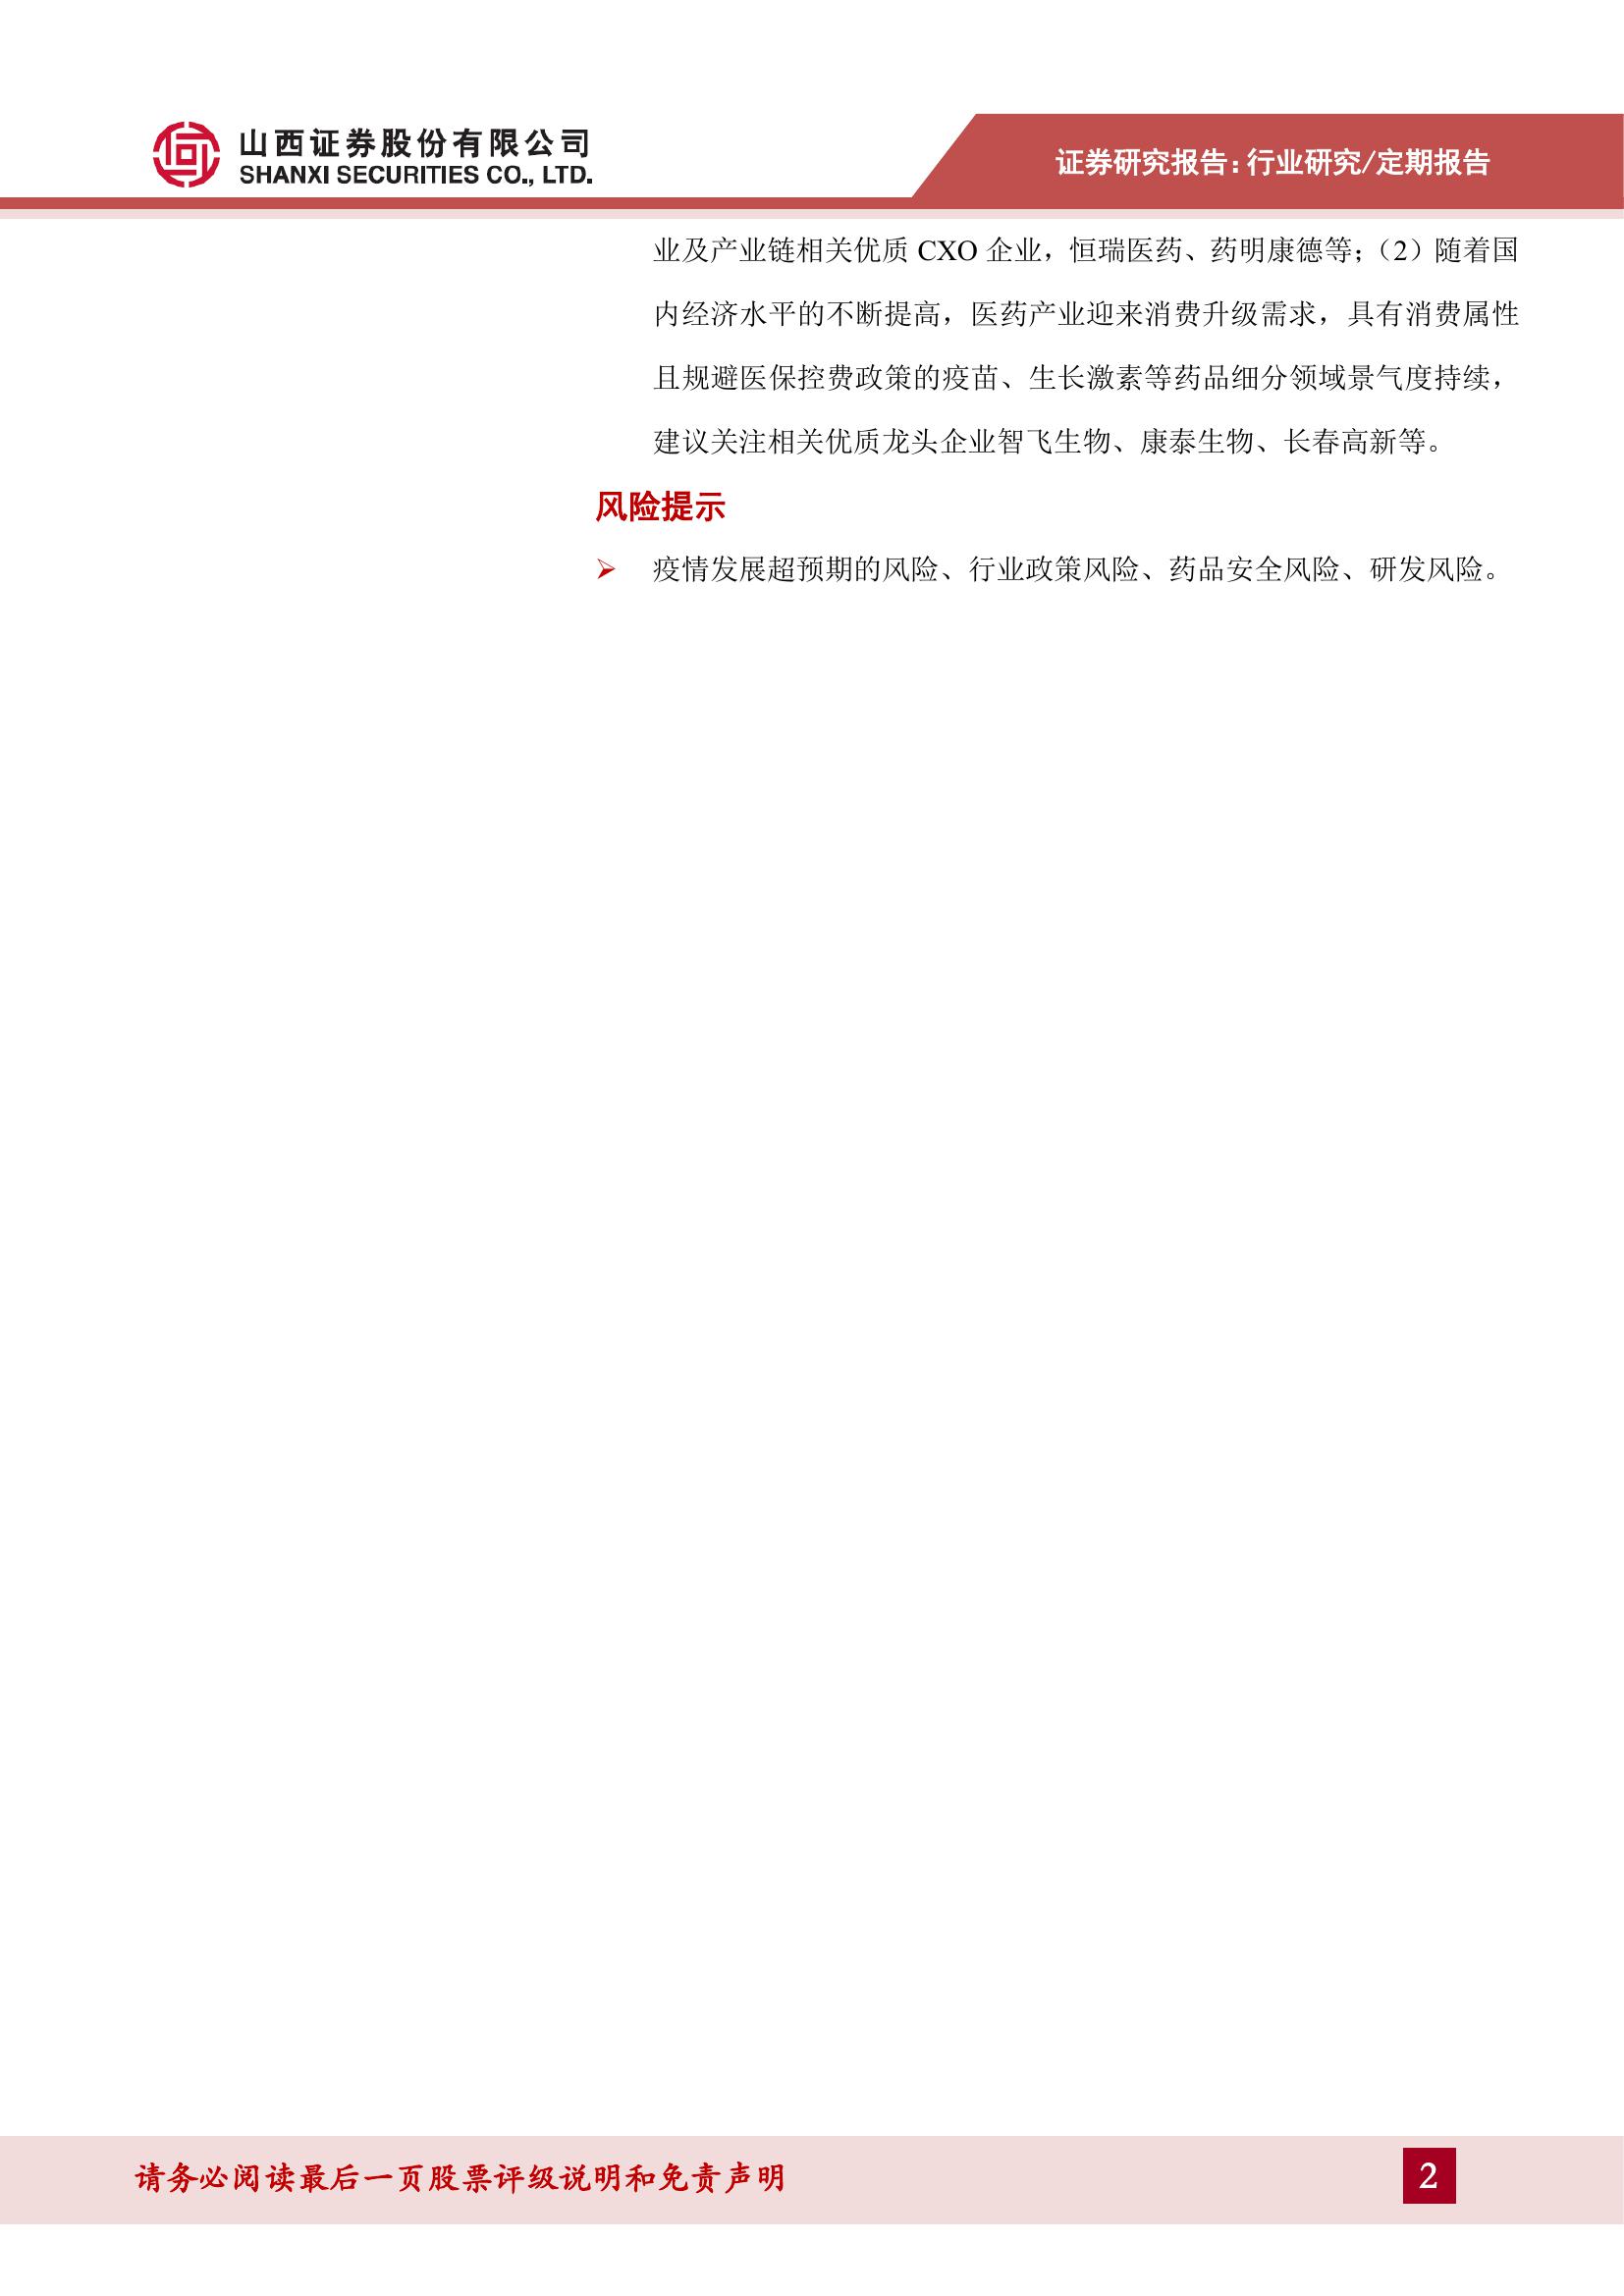 山西证券股份有限公司
SHANXI SECURITIES CO., LTD.
证券研究报告：行业研究/定期报告
业及产业链相关优质 CXO 企业，恒瑞医药、药明康德等；（2）随着国
内经济水平的不断提高，医药产业迎来消费升级需求，具有消费属性
且规避医保控费政策的疫苗、生长激素等药品细分领域景气度持续，
建议关注相关优质龙头企业智飞生物、康泰生物、长春高新等。
风险提示
➢ 疫情发展超预期的风险、行业政策风险、药品安全风险、研发风险。
请务必阅读最后一页股票评级说明和免责声明
2